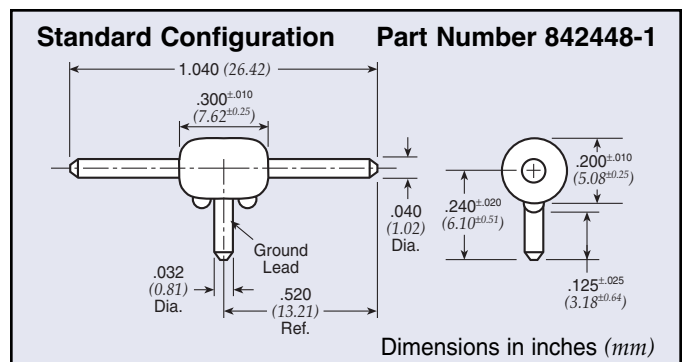 Standard Configuration Part Number 842448-1
1.040 (26.42)
.300±.010
(7.62±0.25)
.200±.010
(5.08±0.25)
.040
(1.02)
Dia.
.240±.020
(6.10±0.51)
Ground
Lead
.032
(0.81)
Dia.
.520
(13.21)
Ref.
.125±.025
(3.18±0.64)
Dimensions in inches (mm)